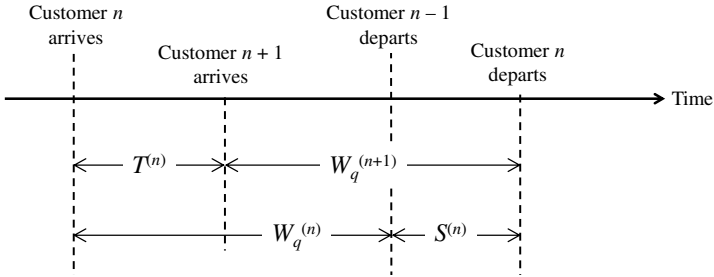 Customer n
arrives
Customer n + 1
arrives
Customer n – 1
departs
Customer n
departs
Time
T(n)
Wq(n+1)
Wq(n)
S(n)